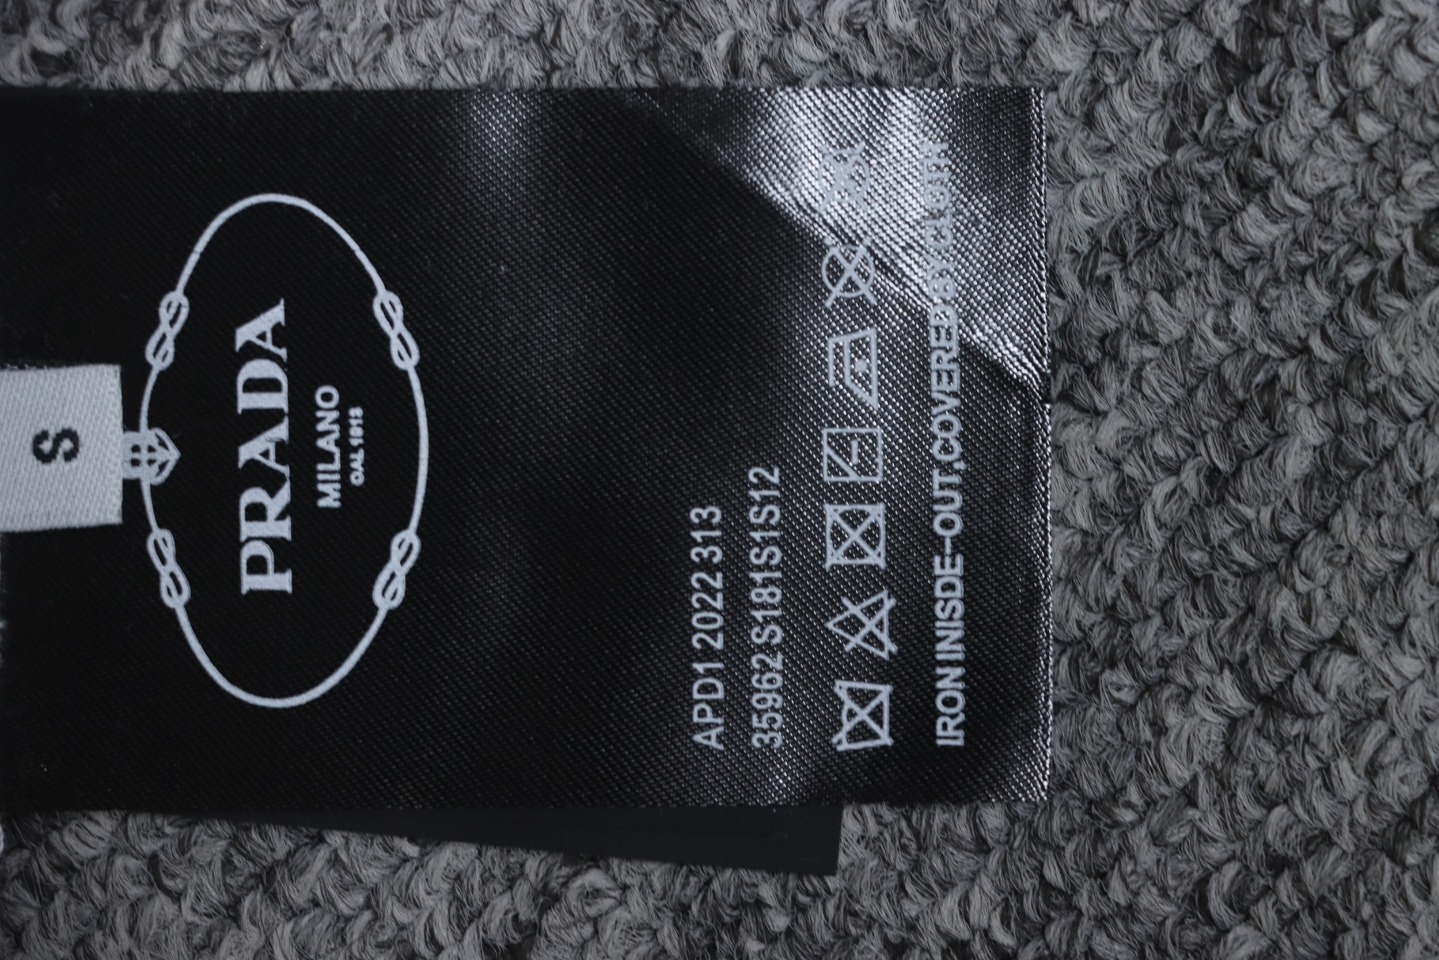 S
PRADA
MILANO
DAL 1913
APD1 2022 313
35962 S181S1S12
IRON INISDE-OUT,COVERED BY CLOTH